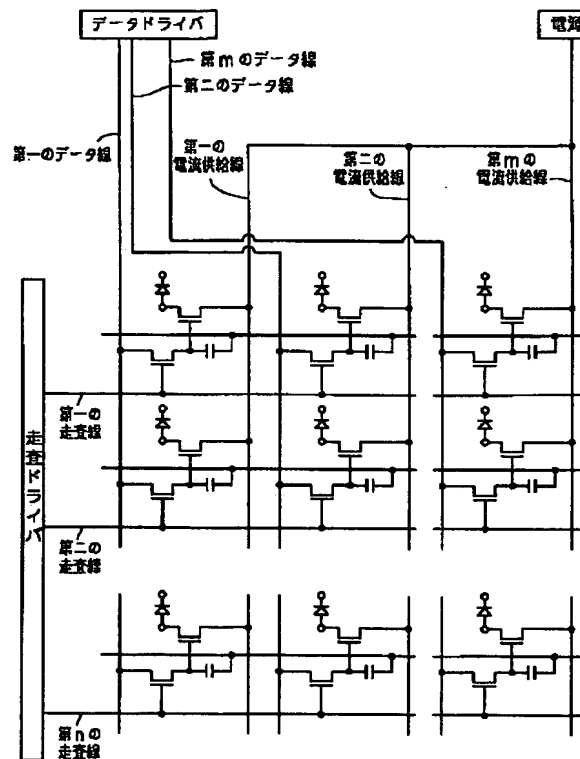 データドライバ
電源
第mのデータ線
第二のデータ線
第一のデータ線
第一の
電流供給線
第二の
電流供給線
第mの
電流供給線
走査ドライバ
第一の
走査線
第二の
走査線
第nの
走査線